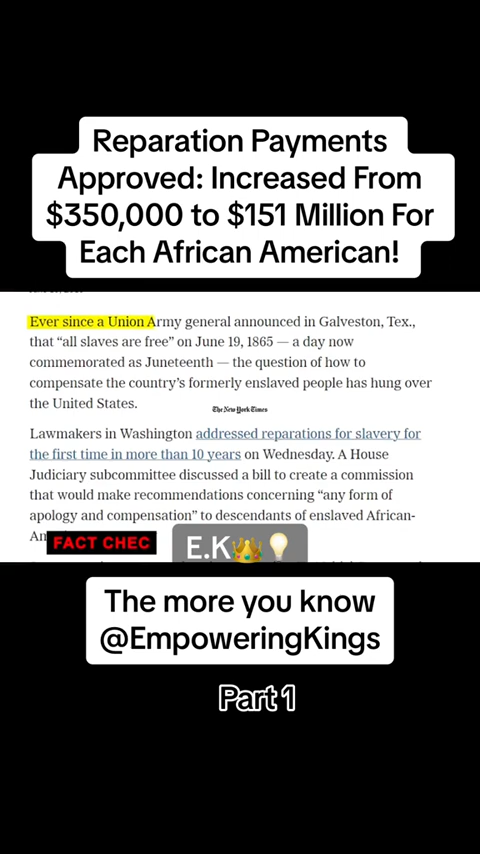 Reparation Payments
Approved: Increased From
$350,000 to $151 Million For
Each African American!
Ever since a Union Army general announced in Galveston, Tex.,
that “all slaves are free” on June 19, 1865 — a day now
commemorated as Juneteenth — the question of how to
compensate the country’s formerly enslaved people has hung over
the United States.
The New York Times
Lawmakers in Washington addressed reparations for slavery for
the first time in more than 10 years on Wednesday. A House
Judiciary subcommittee discussed a bill to create a commission
that would make recommendations concerning “any form of
apology and compensation” to descendants of enslaved African-
FACT CHEC
E.K👑💡
The more you know
@EmpoweringKings
Part 1